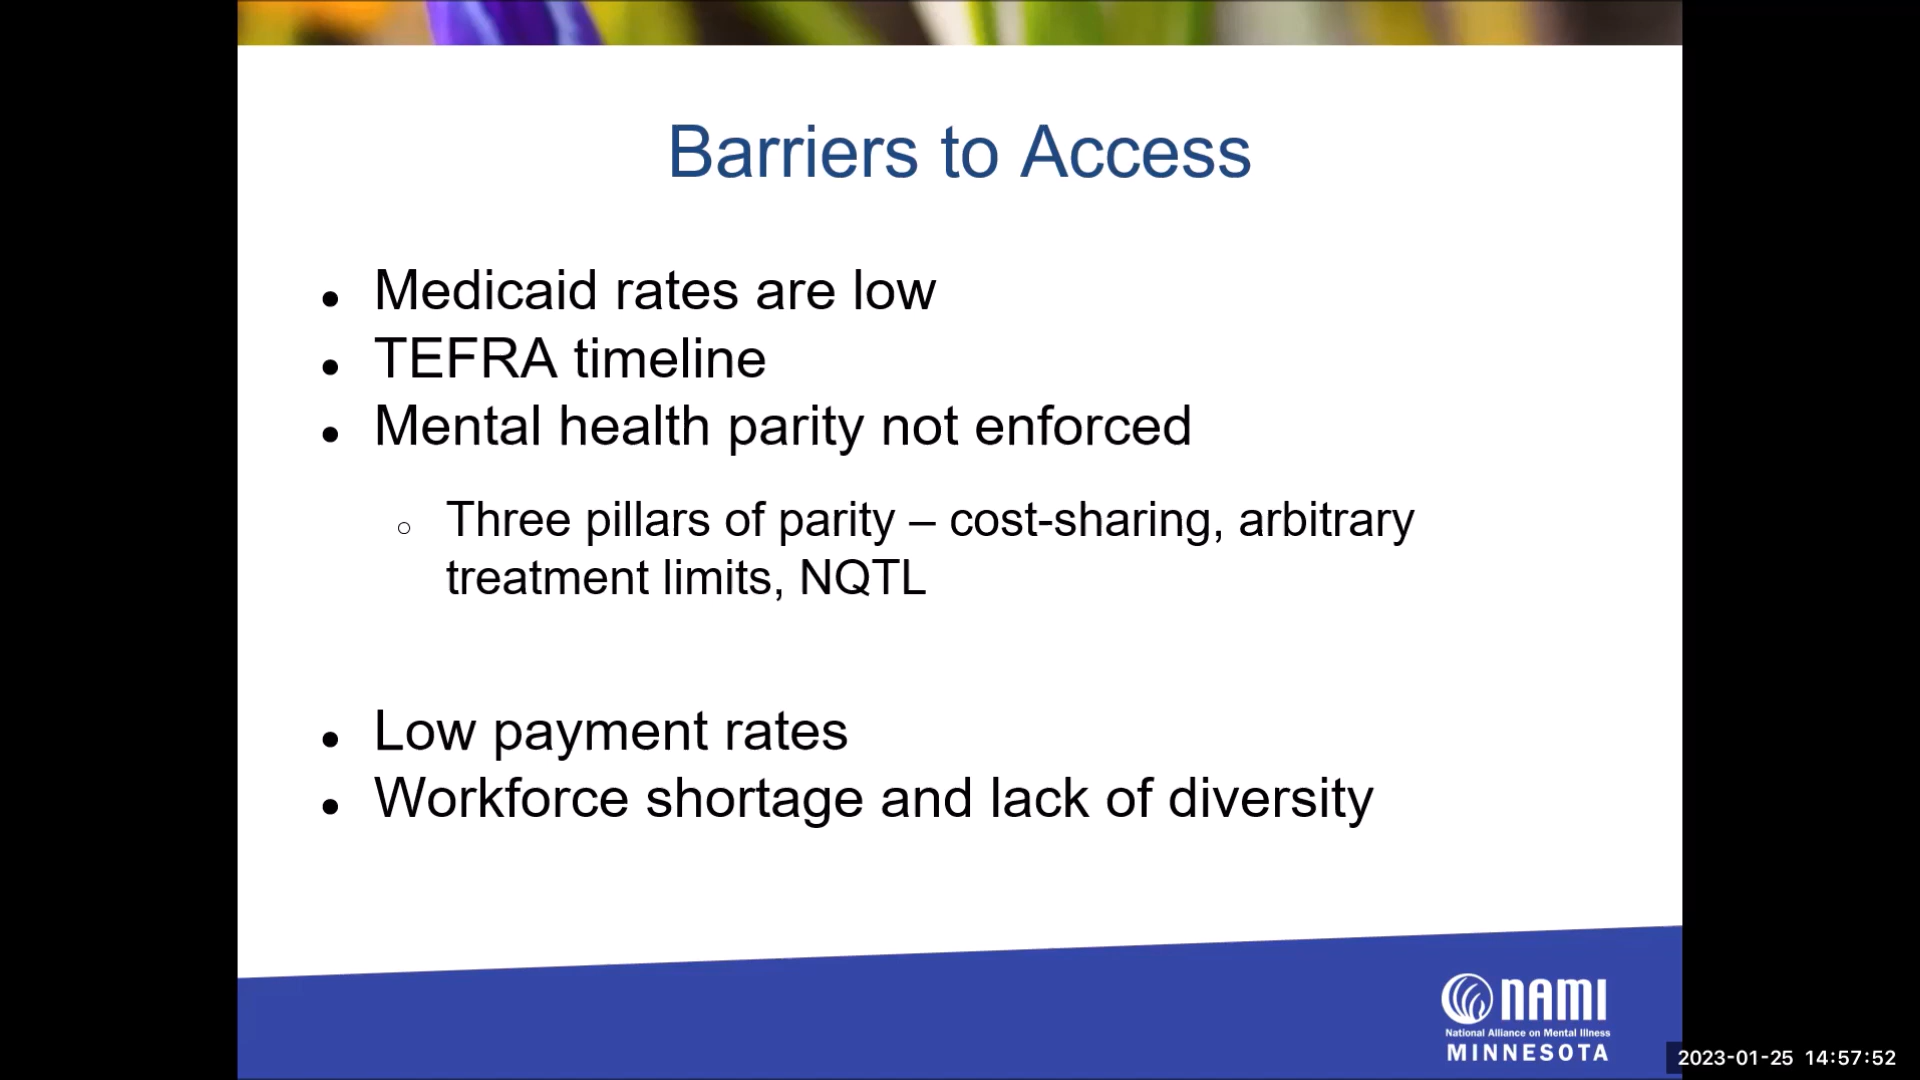 Barriers to Access
● Medicaid rates are low
● TEFRA timeline
● Mental health parity not enforced
○ Three pillars of parity – cost-sharing, arbitrary
treatment limits, NQTL
● Low payment rates
● Workforce shortage and lack of diversity
nAMI
National Alliance on Mental Illness
MINNESOTA
2023-01-25 14:57:52